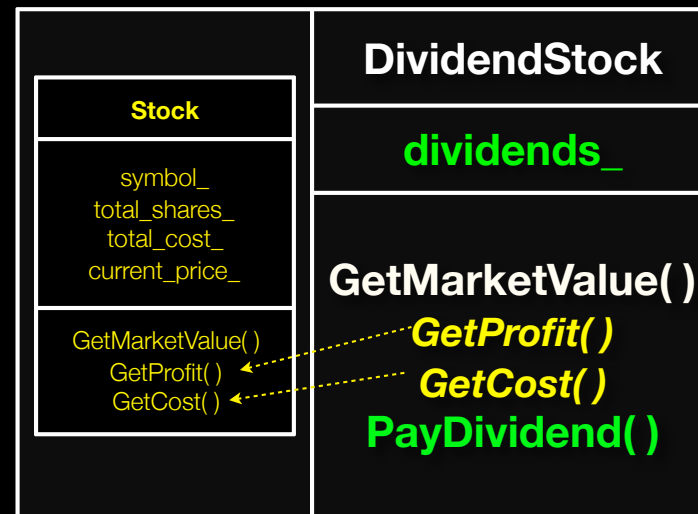 Stock
symbol_
total_shares_
total_cost_
current_price_
GetMarketValue( )
GetProfit( )
GetCost( )
DividendStock
dividends_
GetMarketValue( )
GetProfit( )
GetCost( )
PayDividend( )